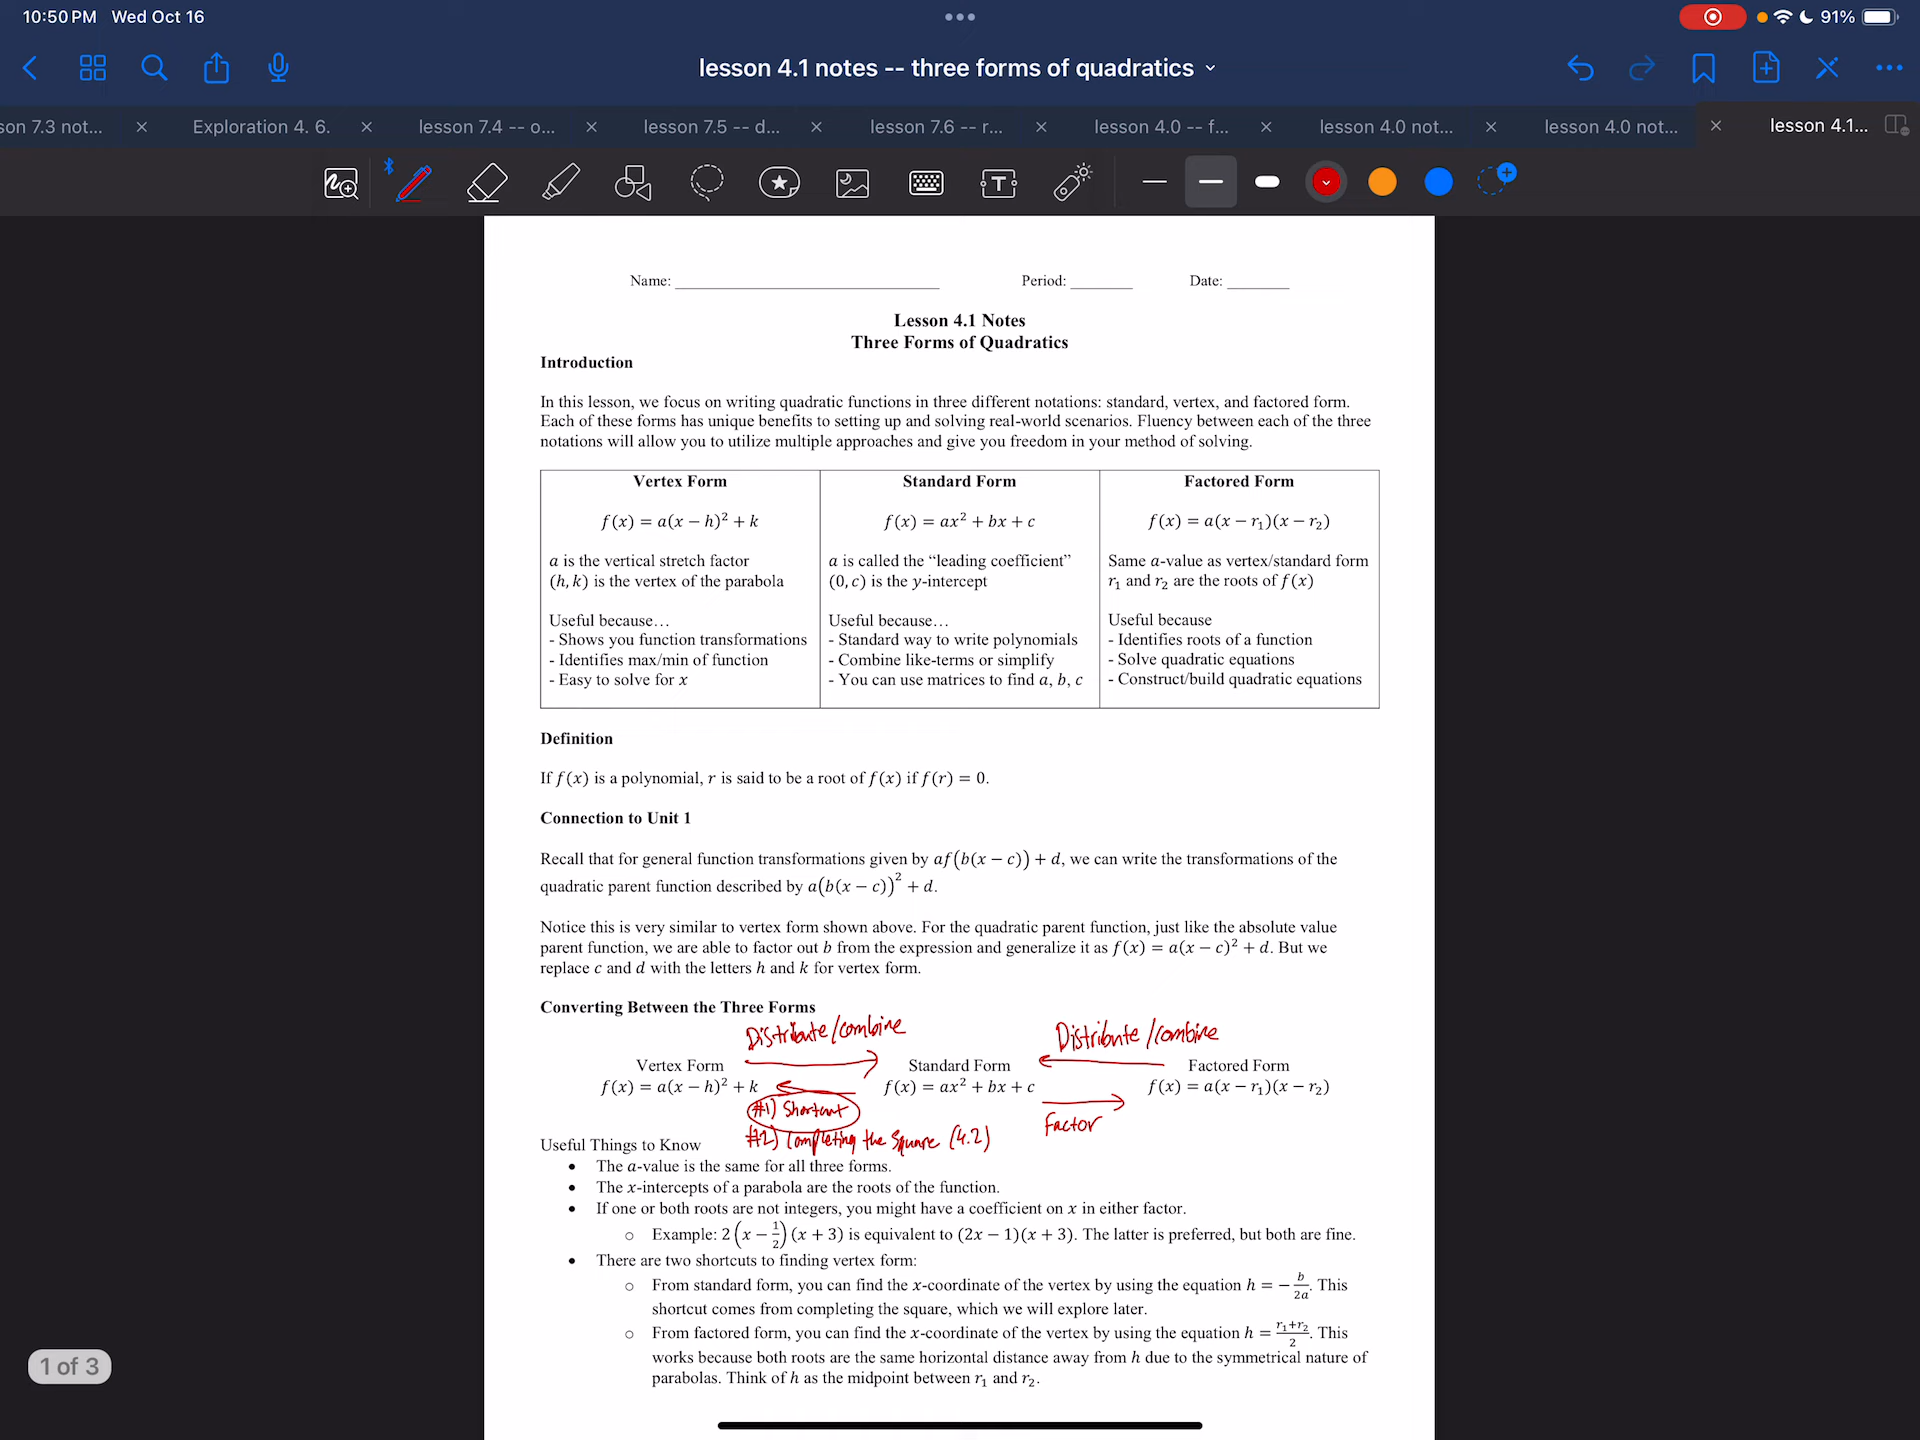 10:50 PM Wed Oct 16
91%
lesson 4.1 notes -- three forms of quadratics
son 7.3 not...
Exploration 4. 6.
lesson 7.4 -- o...
lesson 7.5 -- d...
lesson 7.6 -- r...
lesson 4.0 -- f...
lesson 4.0 not...
lesson 4.0 not...
lesson 4.1...
Name: ____________ Period: ________ Date: ________
Lesson 4.1 Notes
Three Forms of Quadratics
Introduction
In this lesson, we focus on writing quadratic functions in three different notations: standard, vertex, and factored form.
Each of these forms has unique benefits to setting up and solving real-world scenarios. Fluency between each of the three
notations will allow you to utilize multiple approaches and give you freedom in your method of solving.
Vertex Form
f(x) = a(x − h)² + k
a is the vertical stretch factor
(h, k) is the vertex of the parabola
Useful because…
- Shows you function transformations
- Identifies max/min of function
- Easy to solve for x
Standard Form
f(x) = ax² + bx + c
a is called the “leading coefficient”
(0, c) is the y-intercept
Useful because…
- Standard way to write polynomials
- Combine like-terms or simplify
- You can use matrices to find a, b, c
Factored Form
f(x) = a(x − r₁)(x − r₂)
Same a-value as vertex/standard form
r₁ and r₂ are the roots of f(x)
Useful because
- Identifies roots of a function
- Solve quadratic equations
- Construct/build quadratic equations
Definition
If f(x) is a polynomial, r is said to be a root of f(x) if f(r) = 0.
Connection to Unit 1
Recall that for general function transformations given by af(b(x − c)) + d, we can write the transformations of the
quadratic parent function described by a(b(x − c))² + d.
Notice this is very similar to vertex form shown above. For the quadratic parent function, just like the absolute value
parent function, we are able to factor out b from the expression and generalize it as f(x) = a(x − c)² + d. But we
replace c and d with the letters h and k for vertex form.
Converting Between the Three Forms
Distribute/combine
Distribute/combine
Vertex Form Standard Form Factored Form
f(x) = a(x − h)² + k f(x) = ax² + bx + c f(x) = a(x − r₁)(x − r₂)
#1) Shortcut
Factor
#2) Completing the Square (4.2)
Useful Things to Know
• The a-value is the same for all three forms.
• The x-intercepts of a parabola are the roots of the function.
• If one or both roots are not integers, you might have a coefficient on x in either factor.
o Example: 2(x − 1/2)(x + 3) is equivalent to (2x − 1)(x + 3). The latter is preferred, but both are fine.
• There are two shortcuts to finding vertex form:
o From standard form, you can find the x-coordinate of the vertex by using the equation h = − b/2a. This
shortcut comes from completing the square, which we will explore later.
o From factored form, you can find the x-coordinate of the vertex by using the equation h = r₁+r₂/2. This
works because both roots are the same horizontal distance away from h due to the symmetrical nature of
parabolas. Think of h as the midpoint between r₁ and r₂.
1 of 3